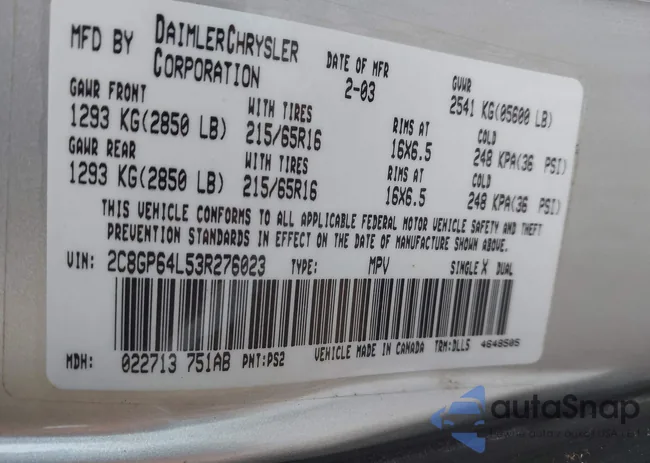 MFD BY DAIMLERCHRYSLER CORPORATION
DATE OF MFR 2-03
GVWR 2541 KG(05600 LB)
GAWR FRONT WITH TIRES RIMS AT COLD
1293 KG(2850 LB) 215/65R16 16X6.5 248 KPA(36 PSI)
GAWR REAR WITH TIRES RIMS AT COLD
1293 KG(2850 LB) 215/65R16 16X6.5 248 KPA(36 PSI)
THIS VEHICLE CONFORMS TO ALL APPLICABLE FEDERAL MOTOR VEHICLE SAFETY AND THEFT
PREVENTION STANDARDS IN EFFECT ON THE DATE OF MANUFACTURE SHOWN ABOVE.
VIN: 2C8GP64L53R276023 TYPE: MPV SINGLE X DUAL
MDH: 022713 751AB PNT:PS2 VEHICLE MADE IN CANADA TRM:DLL5 4648505
autaSnap